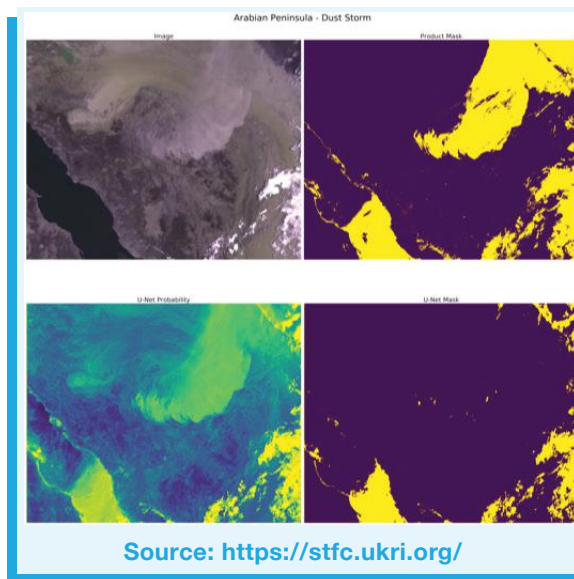 Arabian Peninsula - Dust Storm
Image
Product Mask
U-Net Probability
U-Net Mask
Source: https://stfc.ukri.org/